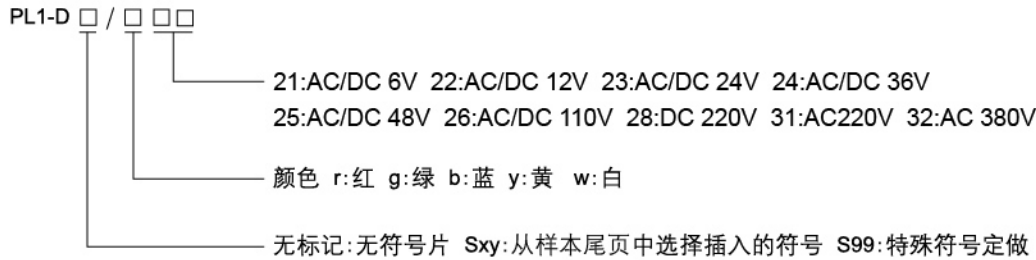 PL1-D □ / □ □□
21:AC/DC 6V 22:AC/DC 12V 23:AC/DC 24V 24:AC/DC 36V
25:AC/DC 48V 26:AC/DC 110V 28:DC 220V 31:AC220V 32:AC 380V
颜色 r:红 g:绿 b:蓝 y:黄 w:白
无标记:无符号片 Sxy:从样本尾页中选择插入的符号 S99:特殊符号定做